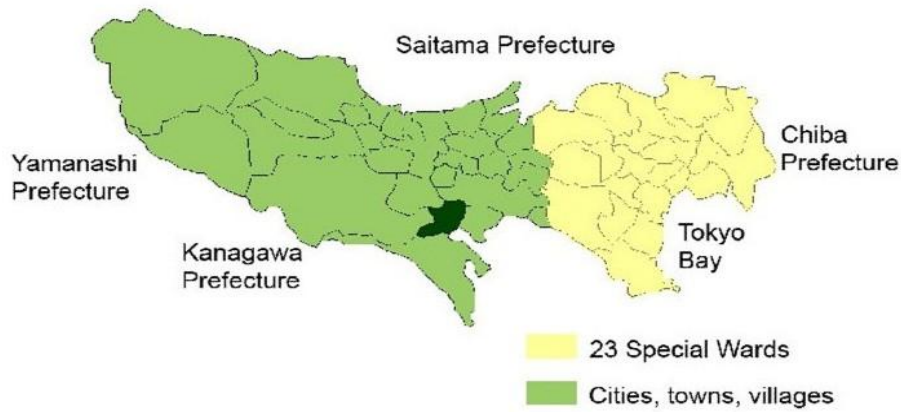 Saitama Prefecture
Chiba
Prefecture
Yamanashi
Prefecture
Kanagawa
Prefecture
Tokyo
Bay
23 Special Wards
Cities, towns, villages